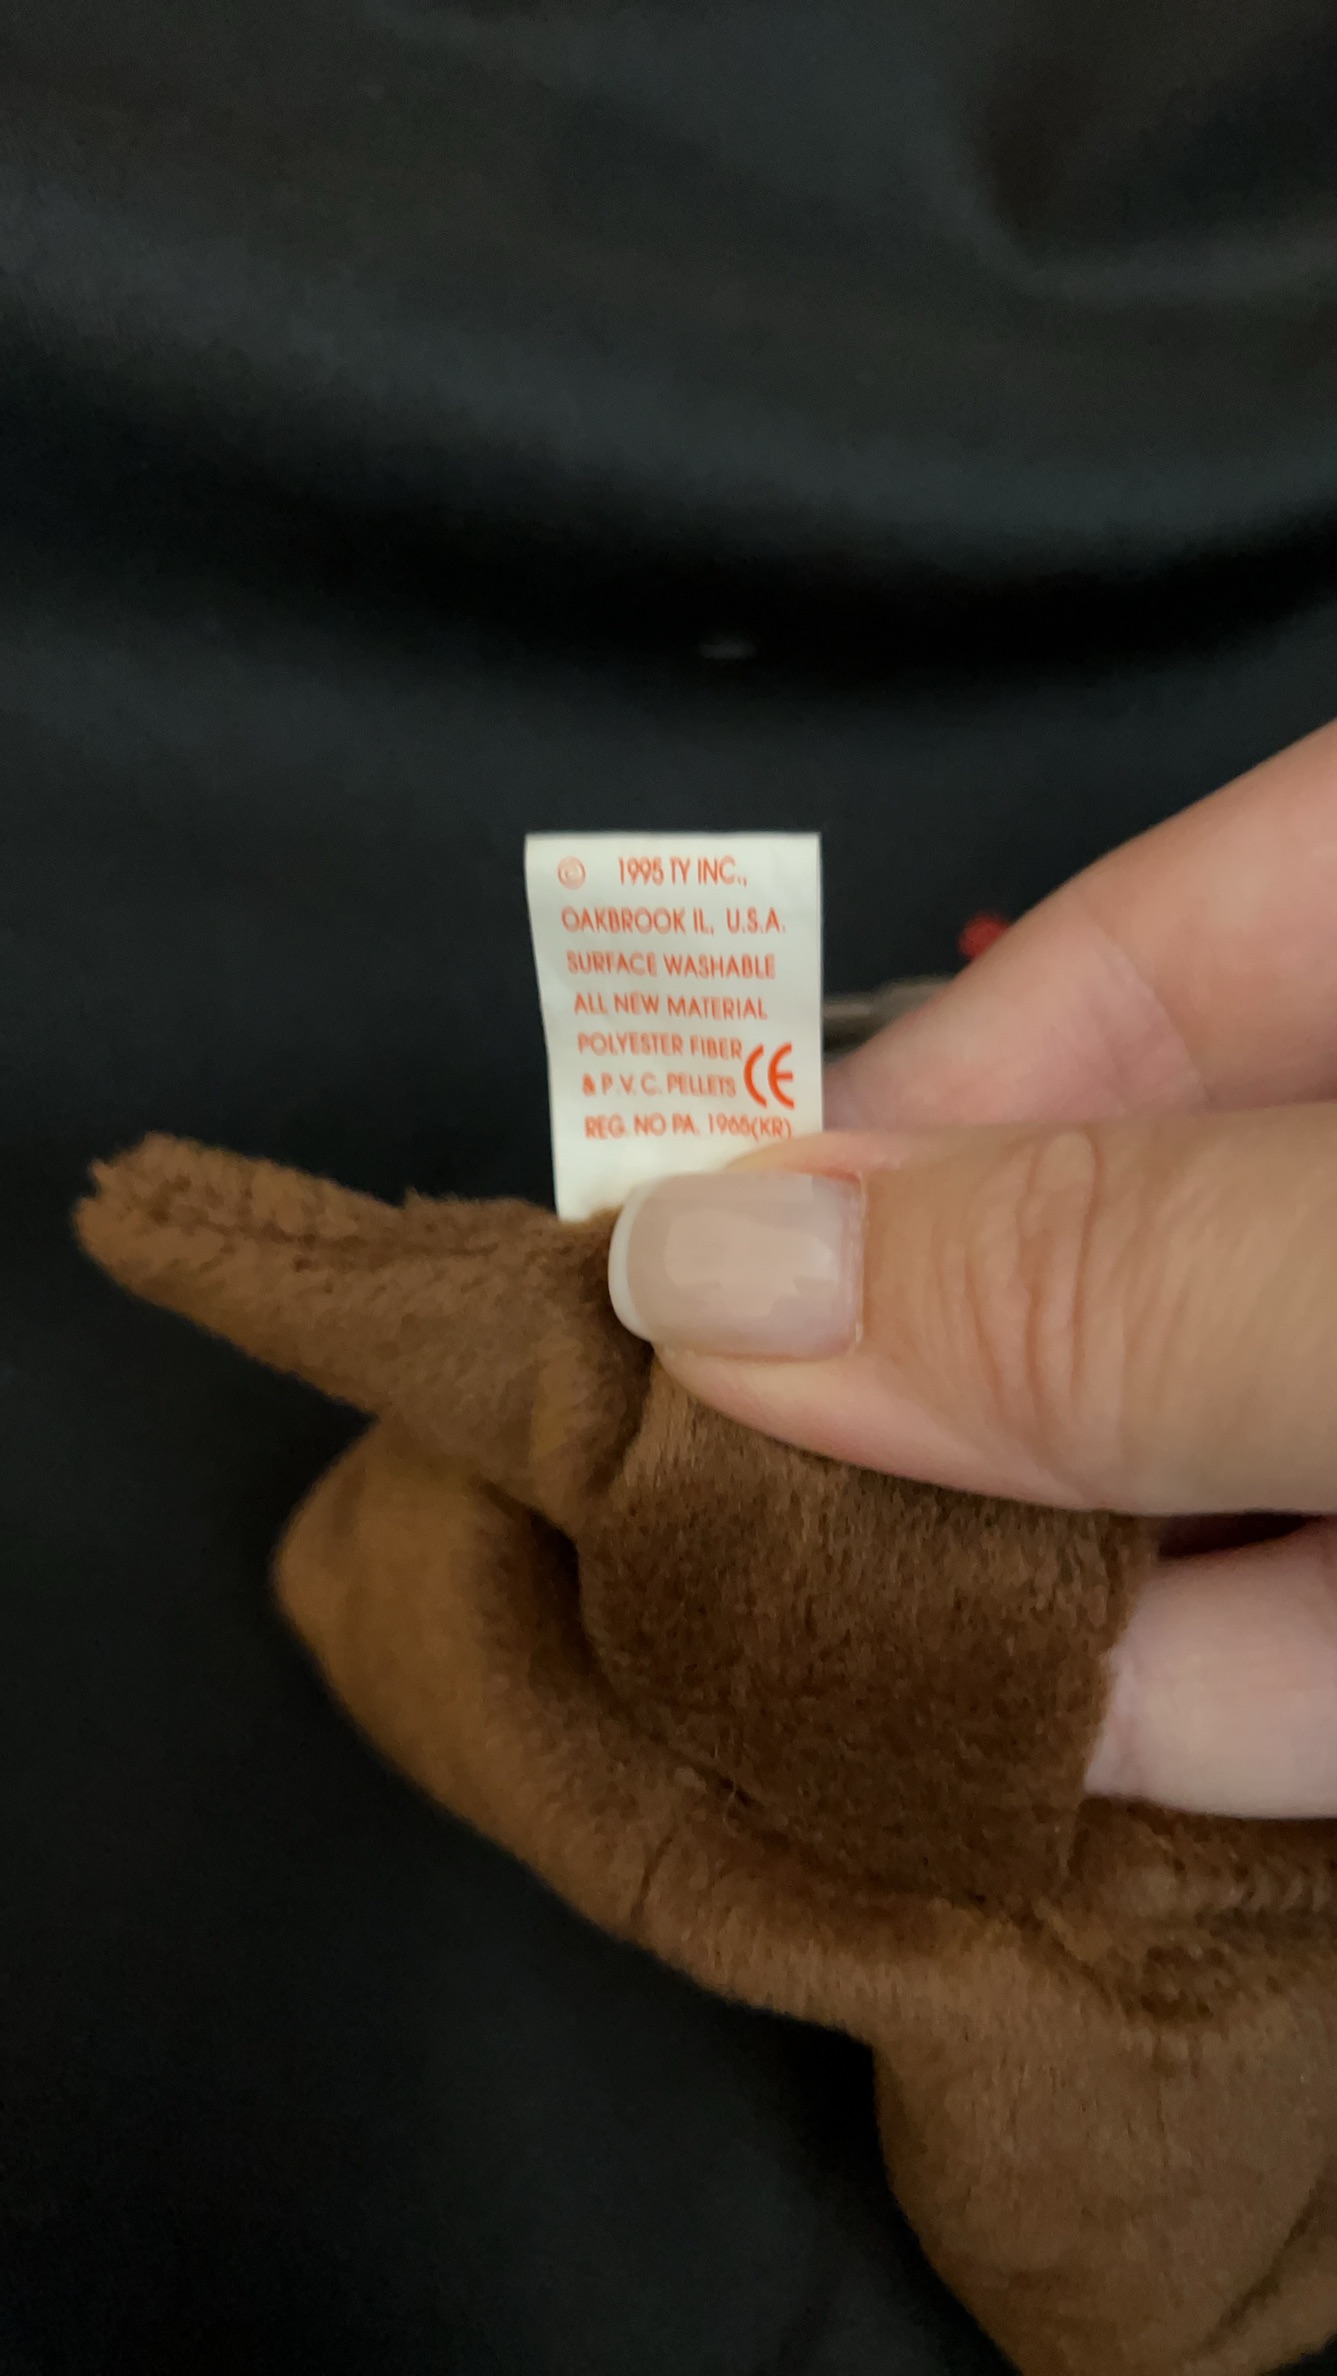 © 1995 TY INC.,
OAKBROOK IL, U.S.A.
SURFACE WASHABLE
ALL NEW MATERIAL
POLYESTER FIBER
& P.V.C. PELLETS CE
REG. NO PA. 1965(KR)